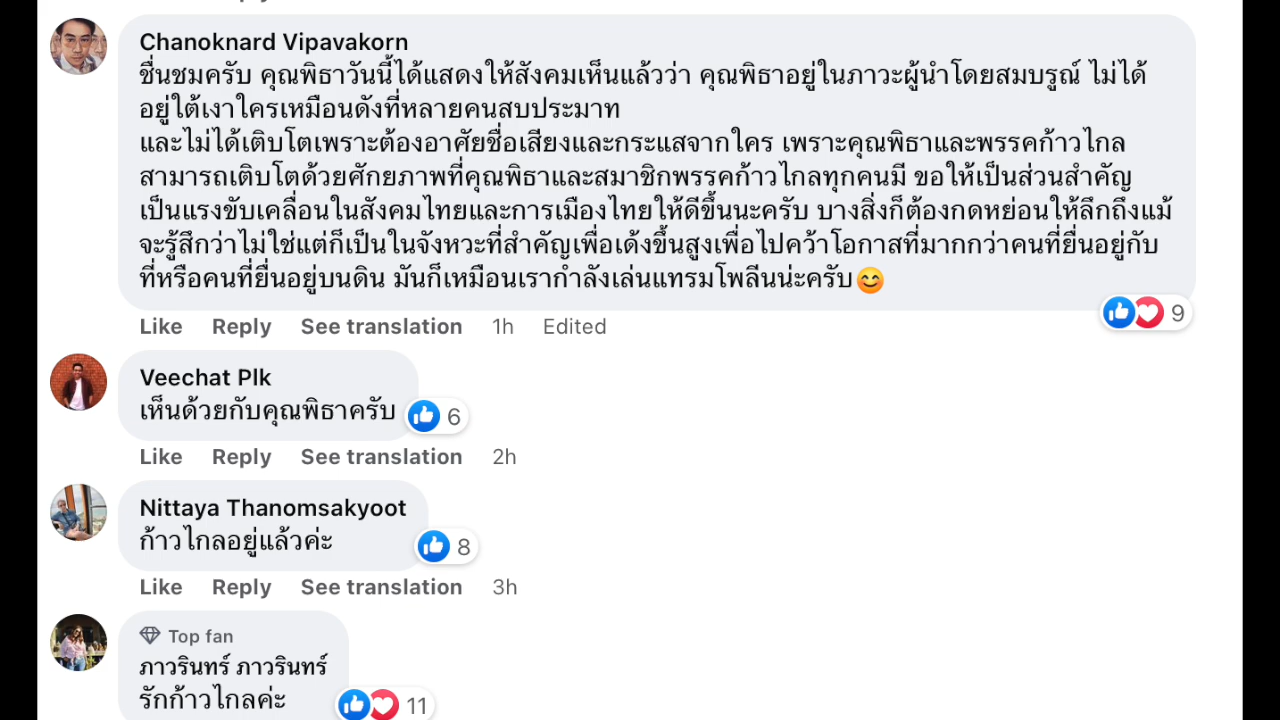 Chanoknard Vipavakorn
ชื่นชมครับ คุณพิธาวันนี้ได้แสดงให้สังคมเห็นแล้วว่า คุณพิธาอยู่ในภาวะผู้นำโดยสมบรูณ์ ไม่ได้
อยู่ใต้เงาใครเหมือนดังที่หลายคนสบประมาท
และไม่ได้เติบโตเพราะต้องอาศัยชื่อเสียงและกระแสจากใคร เพราะคุณพิธาและพรรคก้าวไกล
สามารถเติบโตด้วยศักยภาพที่คุณพิธาและสมาชิกพรรคก้าวไกลทุกคนมี ขอให้เป็นส่วนสำคัญ
เป็นแรงขับเคลื่อนในสังคมไทยและการเมืองไทยให้ดีขึ้นนะครับ บางสิ่งก็ต้องกดหย่อนให้ลึกถึงแม้
จะรู้สึกว่าไม่ใช่แต่ก็เป็นในจังหวะที่สำคัญเพื่อเด้งขึ้นสูงเพื่อไปคว้าโอกาสที่มากกว่าคนที่ยื่นอยู่กับ
ที่หรือคนที่ยื่นอยู่บนดิน มันก็เหมือนเรากำลังเล่นแทรมโพลีนน่ะครับ😊
9
Like Reply See translation 1h Edited
Veechat Plk
เห็นด้วยกับคุณพิธาครับ 6
Like Reply See translation 2h
Nittaya Thanomsakyoot
ก้าวไกลอยู่แล้วค่ะ 8
Like Reply See translation 3h
Top fan
ภาวรินทร์ ภาวรินทร์
รักก้าวไกลค่ะ 11